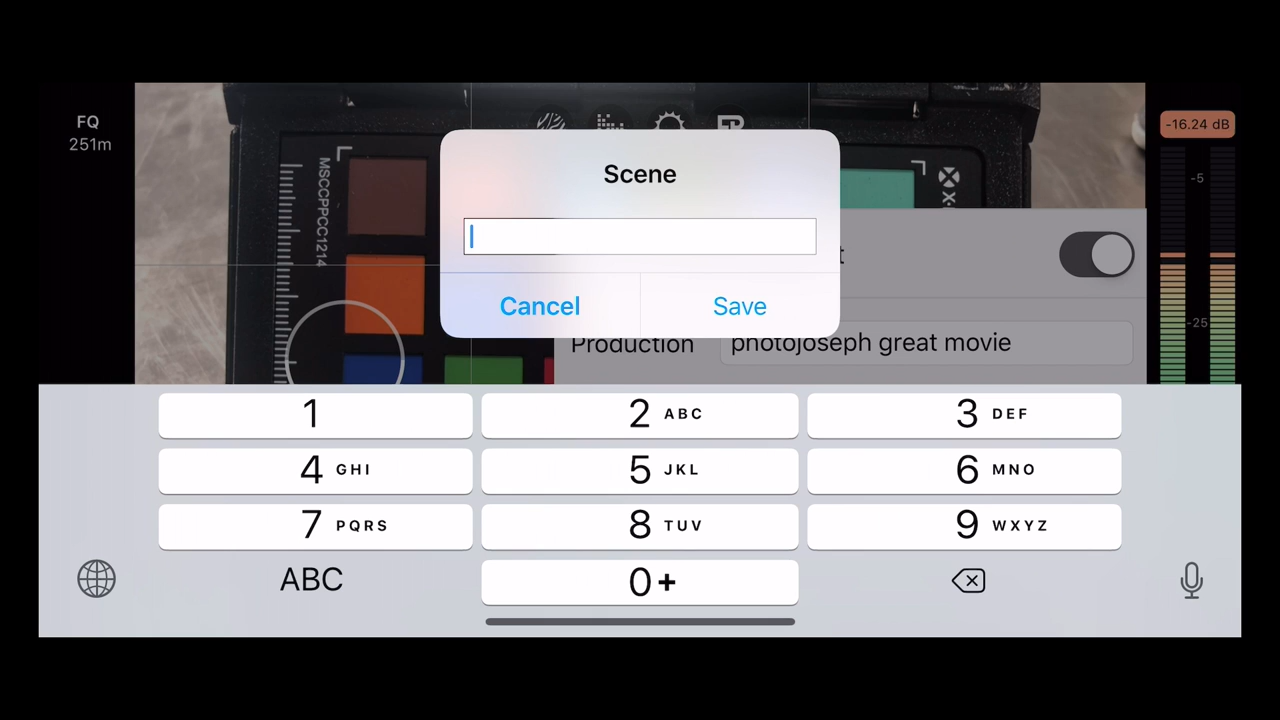 FQ
251m
-16.24 dB
MSCCPPCC1214
Scene
-5
Cancel
Save
-25
Production
photojoseph great movie
1
2 ABC
3 DEF
4 GHI
5 JKL
6 MNO
7 PQRS
8 TUV
9 WXYZ
ABC
0+